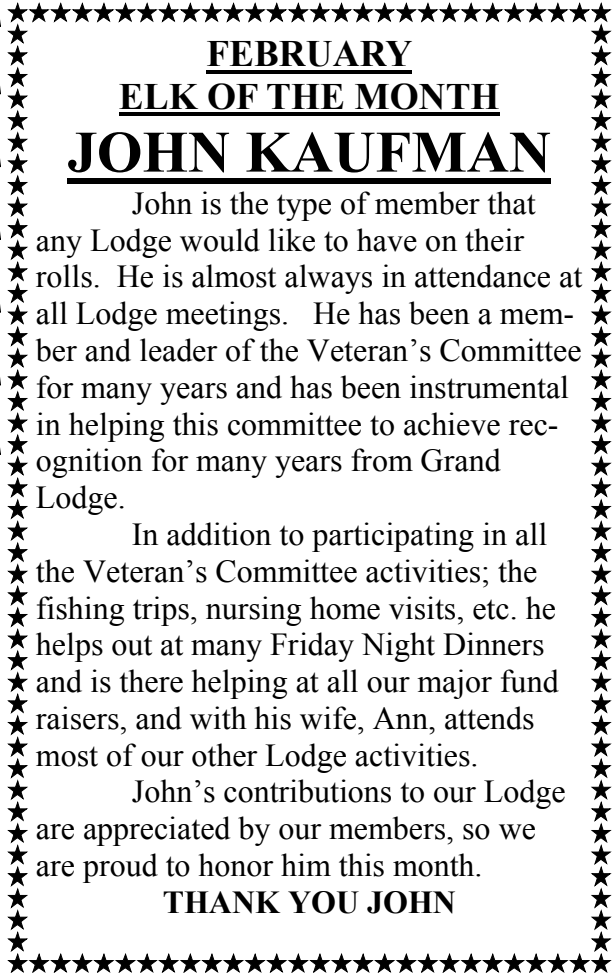 FEBRUARY
ELK OF THE MONTH
JOHN KAUFMAN
John is the type of member that
any Lodge would like to have on their
rolls.  He is almost always in attendance at
all Lodge meetings.   He has been a mem-
ber and leader of the Veteran’s Committee
for many years and has been instrumental
in helping this committee to achieve rec-
ognition for many years from Grand
Lodge.
In addition to participating in all
the Veteran’s Committee activities; the
fishing trips, nursing home visits, etc. he
helps out at many Friday Night Dinners
and is there helping at all our major fund
raisers, and with his wife, Ann, attends
most of our other Lodge activities.
John’s contributions to our Lodge
are appreciated by our members, so we
are proud to honor him this month.
THANK YOU JOHN